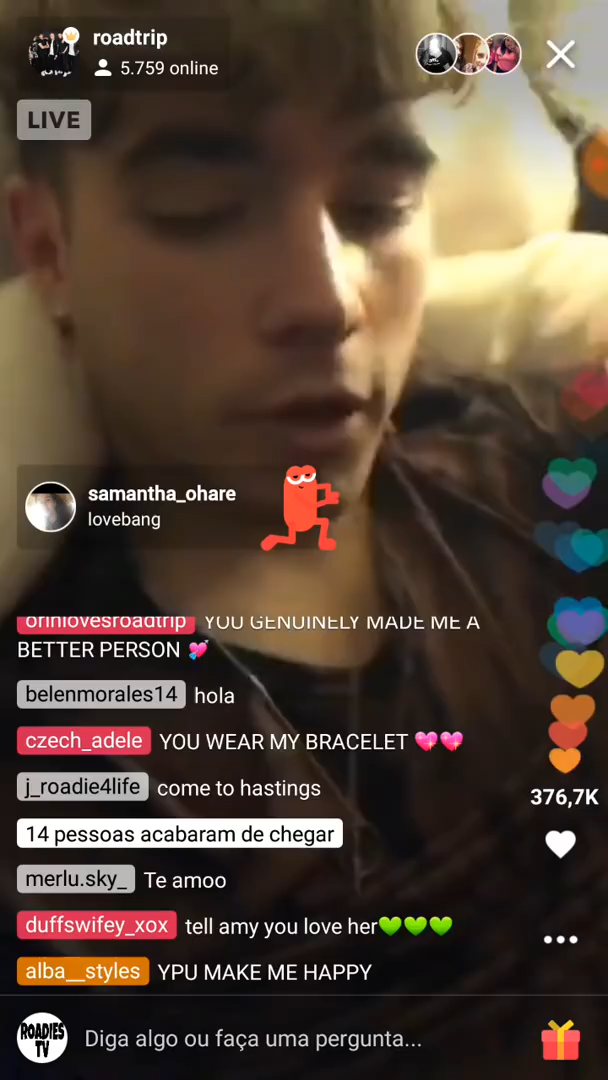 roadtrip
5.759 online
LIVE
samantha_ohare
lovebang
orinlovesroadtrip YOU GENUINELY MADE ME A
BETTER PERSON 💘
belenmorales14 hola
czech_adele YOU WEAR MY BRACELET 💖💖
j_roadie4life come to hastings
376,7K
14 pessoas acabaram de chegar
merlu.sky_ Te amoo
duffswifey_xox tell amy you love her💚💚💚
alba__styles YPU MAKE ME HAPPY
ROADIES
TV
Diga algo ou faça uma pergunta...